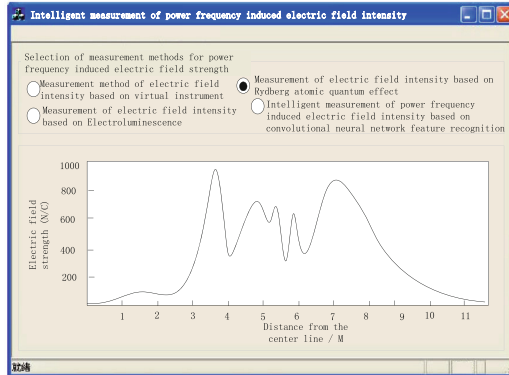 Intelligent measurement of power frequency induced electric field intensity
Selection of measurement methods for power
frequency induced electric field strength
Measurement method of electric field
intensity based on virtual instrument
Measurement of electric field intensity
based on Electroluminescence
Measurement of electric field intensity based on
Rydberg atomic quantum effect
Intelligent measurement of power frequency
induced electric field intensity based on
convolutional neural network feature recognition
Electric field
strength (N/C)
1000
800
600
400
200
1 2 3 4 5 6 7 8 9 10 11
Distance from the
center line / M
就绪